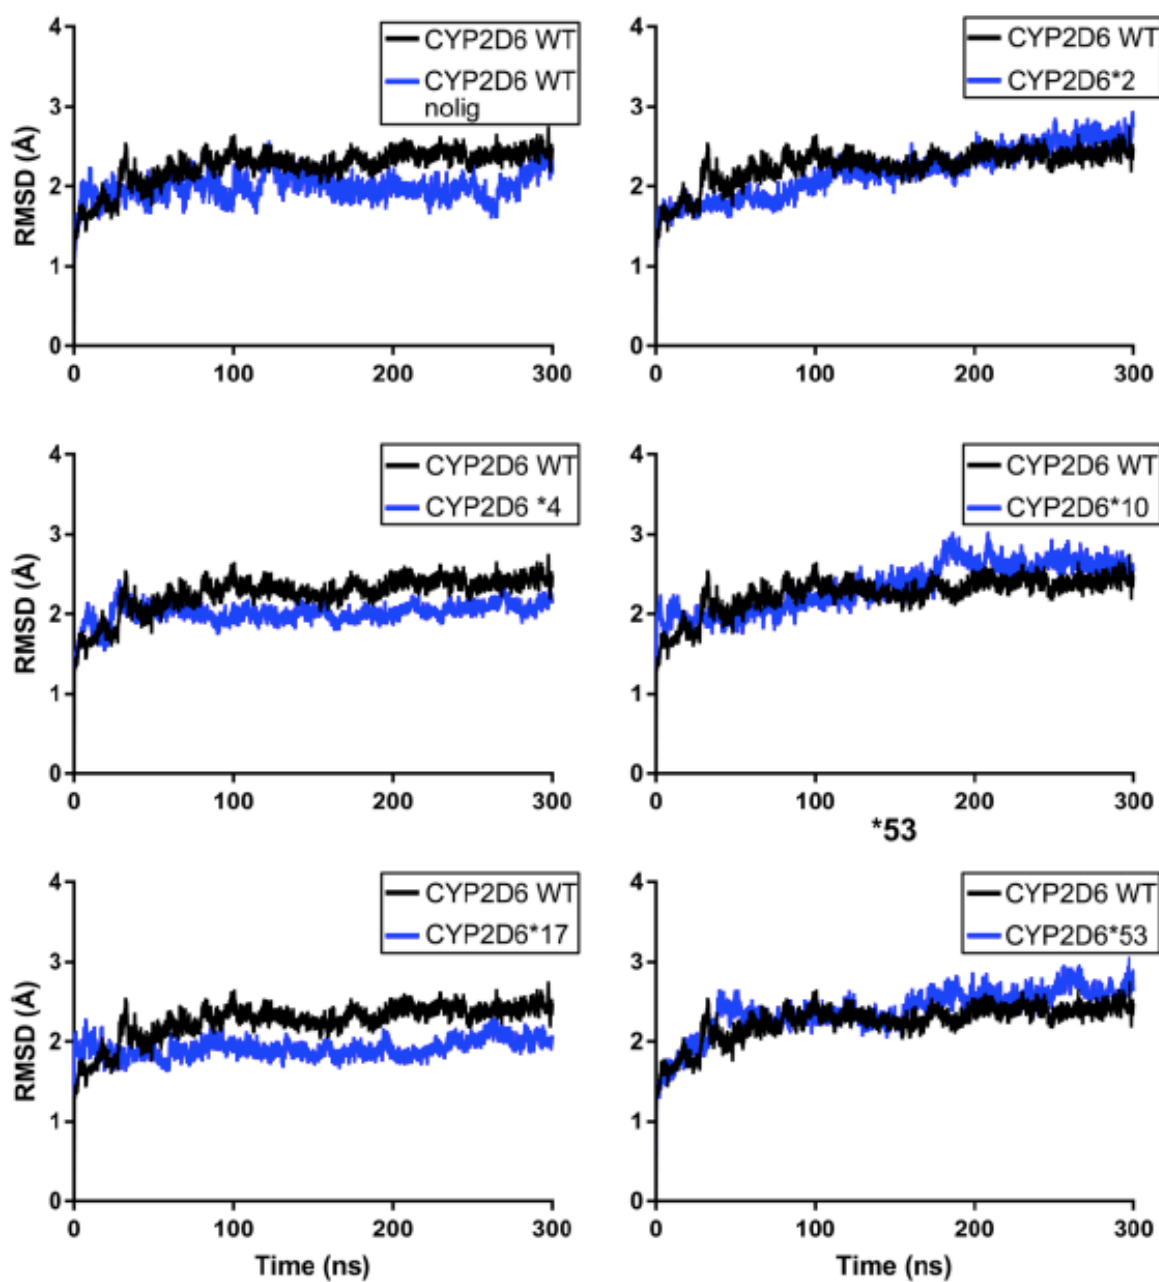 CYP2D6 WT
CYP2D6 WT
nolig
RMSD (Å)
4
3
2
1
0
0 100 200 300
CYP2D6 WT
CYP2D6*2
4
3
2
1
0
0 100 200 300
CYP2D6 WT
CYP2D6 *4
RMSD (Å)
4
3
2
1
0
0 100 200 300
CYP2D6 WT
CYP2D6*10
4
3
2
1
0
0 100 200 300
*53
CYP2D6 WT
CYP2D6*17
RMSD (Å)
4
3
2
1
0
0 100 200 300
Time (ns)
CYP2D6 WT
CYP2D6*53
4
3
2
1
0
0 100 200 300
Time (ns)